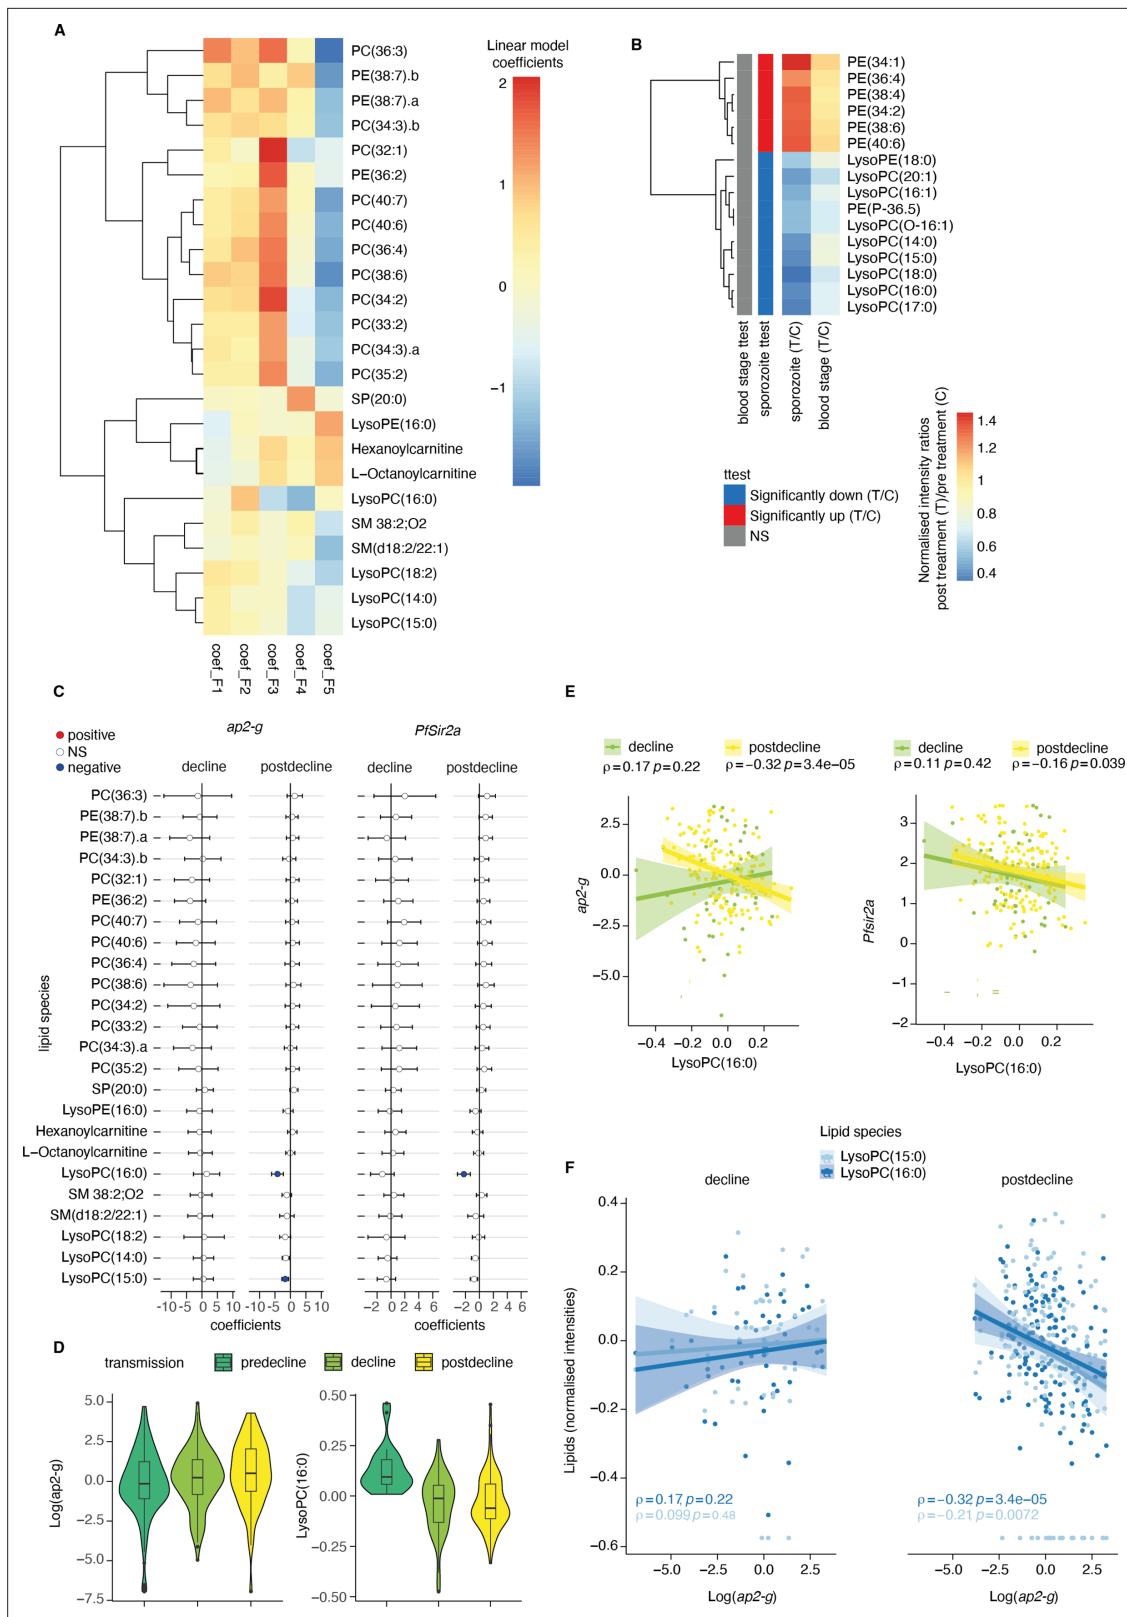 A
Linear model
coefficients
2
1
0
−1
PC(36:3)
PE(38:7).b
PE(38:7).a
PC(34:3).b
PC(32:1)
PE(36:2)
PC(40:7)
PC(40:6)
PC(36:4)
PC(38:6)
PC(34:2)
PC(33:2)
PC(34:3).a
PC(35:2)
SP(20:0)
LysoPE(16:0)
Hexanoylcarnitine
L−Octanoylcarnitine
LysoPC(16:0)
SM 38:2;O2
SM(d18:2/22:1)
LysoPC(18:2)
LysoPC(14:0)
LysoPC(15:0)
coef_F1
coef_F2
coef_F3
coef_F4
coef_F5
B
PE(34:1)
PE(36:4)
PE(38:4)
PE(34:2)
PE(38:6)
PE(40:6)
LysoPE(18:0)
LysoPC(20:1)
LysoPC(16:1)
PE(P-36.5)
LysoPC(O-16:1)
LysoPC(14:0)
LysoPC(15:0)
LysoPC(18:0)
LysoPC(16:0)
LysoPC(17:0)
blood stage ttest
sporozoite ttest
sporozoite (T/C)
blood stage (T/C)
ttest
Significantly down (T/C)
Significantly up (T/C)
NS
Normalised intensity ratios
post treatment (T)/pre treatment (C)
1.4
1.2
1
0.8
0.6
0.4
C
positive
NS
negative
ap2-g
PfSir2a
decline
postdecline
decline
postdecline
lipid species
PC(36:3)
PE(38:7).b
PE(38:7).a
PC(34:3).b
PC(32:1)
PE(36:2)
PC(40:7)
PC(40:6)
PC(36:4)
PC(38:6)
PC(34:2)
PC(33:2)
PC(34:3).a
PC(35:2)
SP(20:0)
LysoPE(16:0)
Hexanoylcarnitine
L−Octanoylcarnitine
LysoPC(16:0)
SM 38:2;O2
SM(d18:2/22:1)
LysoPC(18:2)
LysoPC(14:0)
LysoPC(15:0)
-10 -5 0 5 10
-10 -5 0 5 10
−2 0 2 4 6
−2 0 2 4 6
coefficients
coefficients
D
transmission
predecline
decline
postdecline
Log(ap2-g)
5.0
2.5
0.0
−2.5
−5.0
−7.5
LysoPC(16:0)
0.50
0.25
0.00
−0.25
−0.50
E
decline
ρ=0.17 p=0.22
postdecline
ρ=−0.32 p=3.4e−05
decline
ρ=0.11 p=0.42
postdecline
ρ=−0.16 p=0.039
ap2-g
2.5
0.0
−2.5
−5.0
−0.4 −0.2 0.0 0.2
LysoPC(16:0)
Pfsir2a
3
2
1
0
−1
−2
−0.4 −0.2 0.0 0.2
LysoPC(16:0)
F
Lipid species
LysoPC(15:0)
LysoPC(16:0)
decline
postdecline
Lipids (normalised intensities)
0.4
0.2
−0.0
−0.2
−0.4
−0.6
ρ=0.17, p=0.22
ρ=0.099, p=0.48
ρ=−0.32 p=3.4e−05
ρ=−0.21, p=0.0072
−5.0 −2.5 0.0 2.5
−5.0 −2.5 0.0 2.5
Log(ap2-g)
Log(ap2-g)